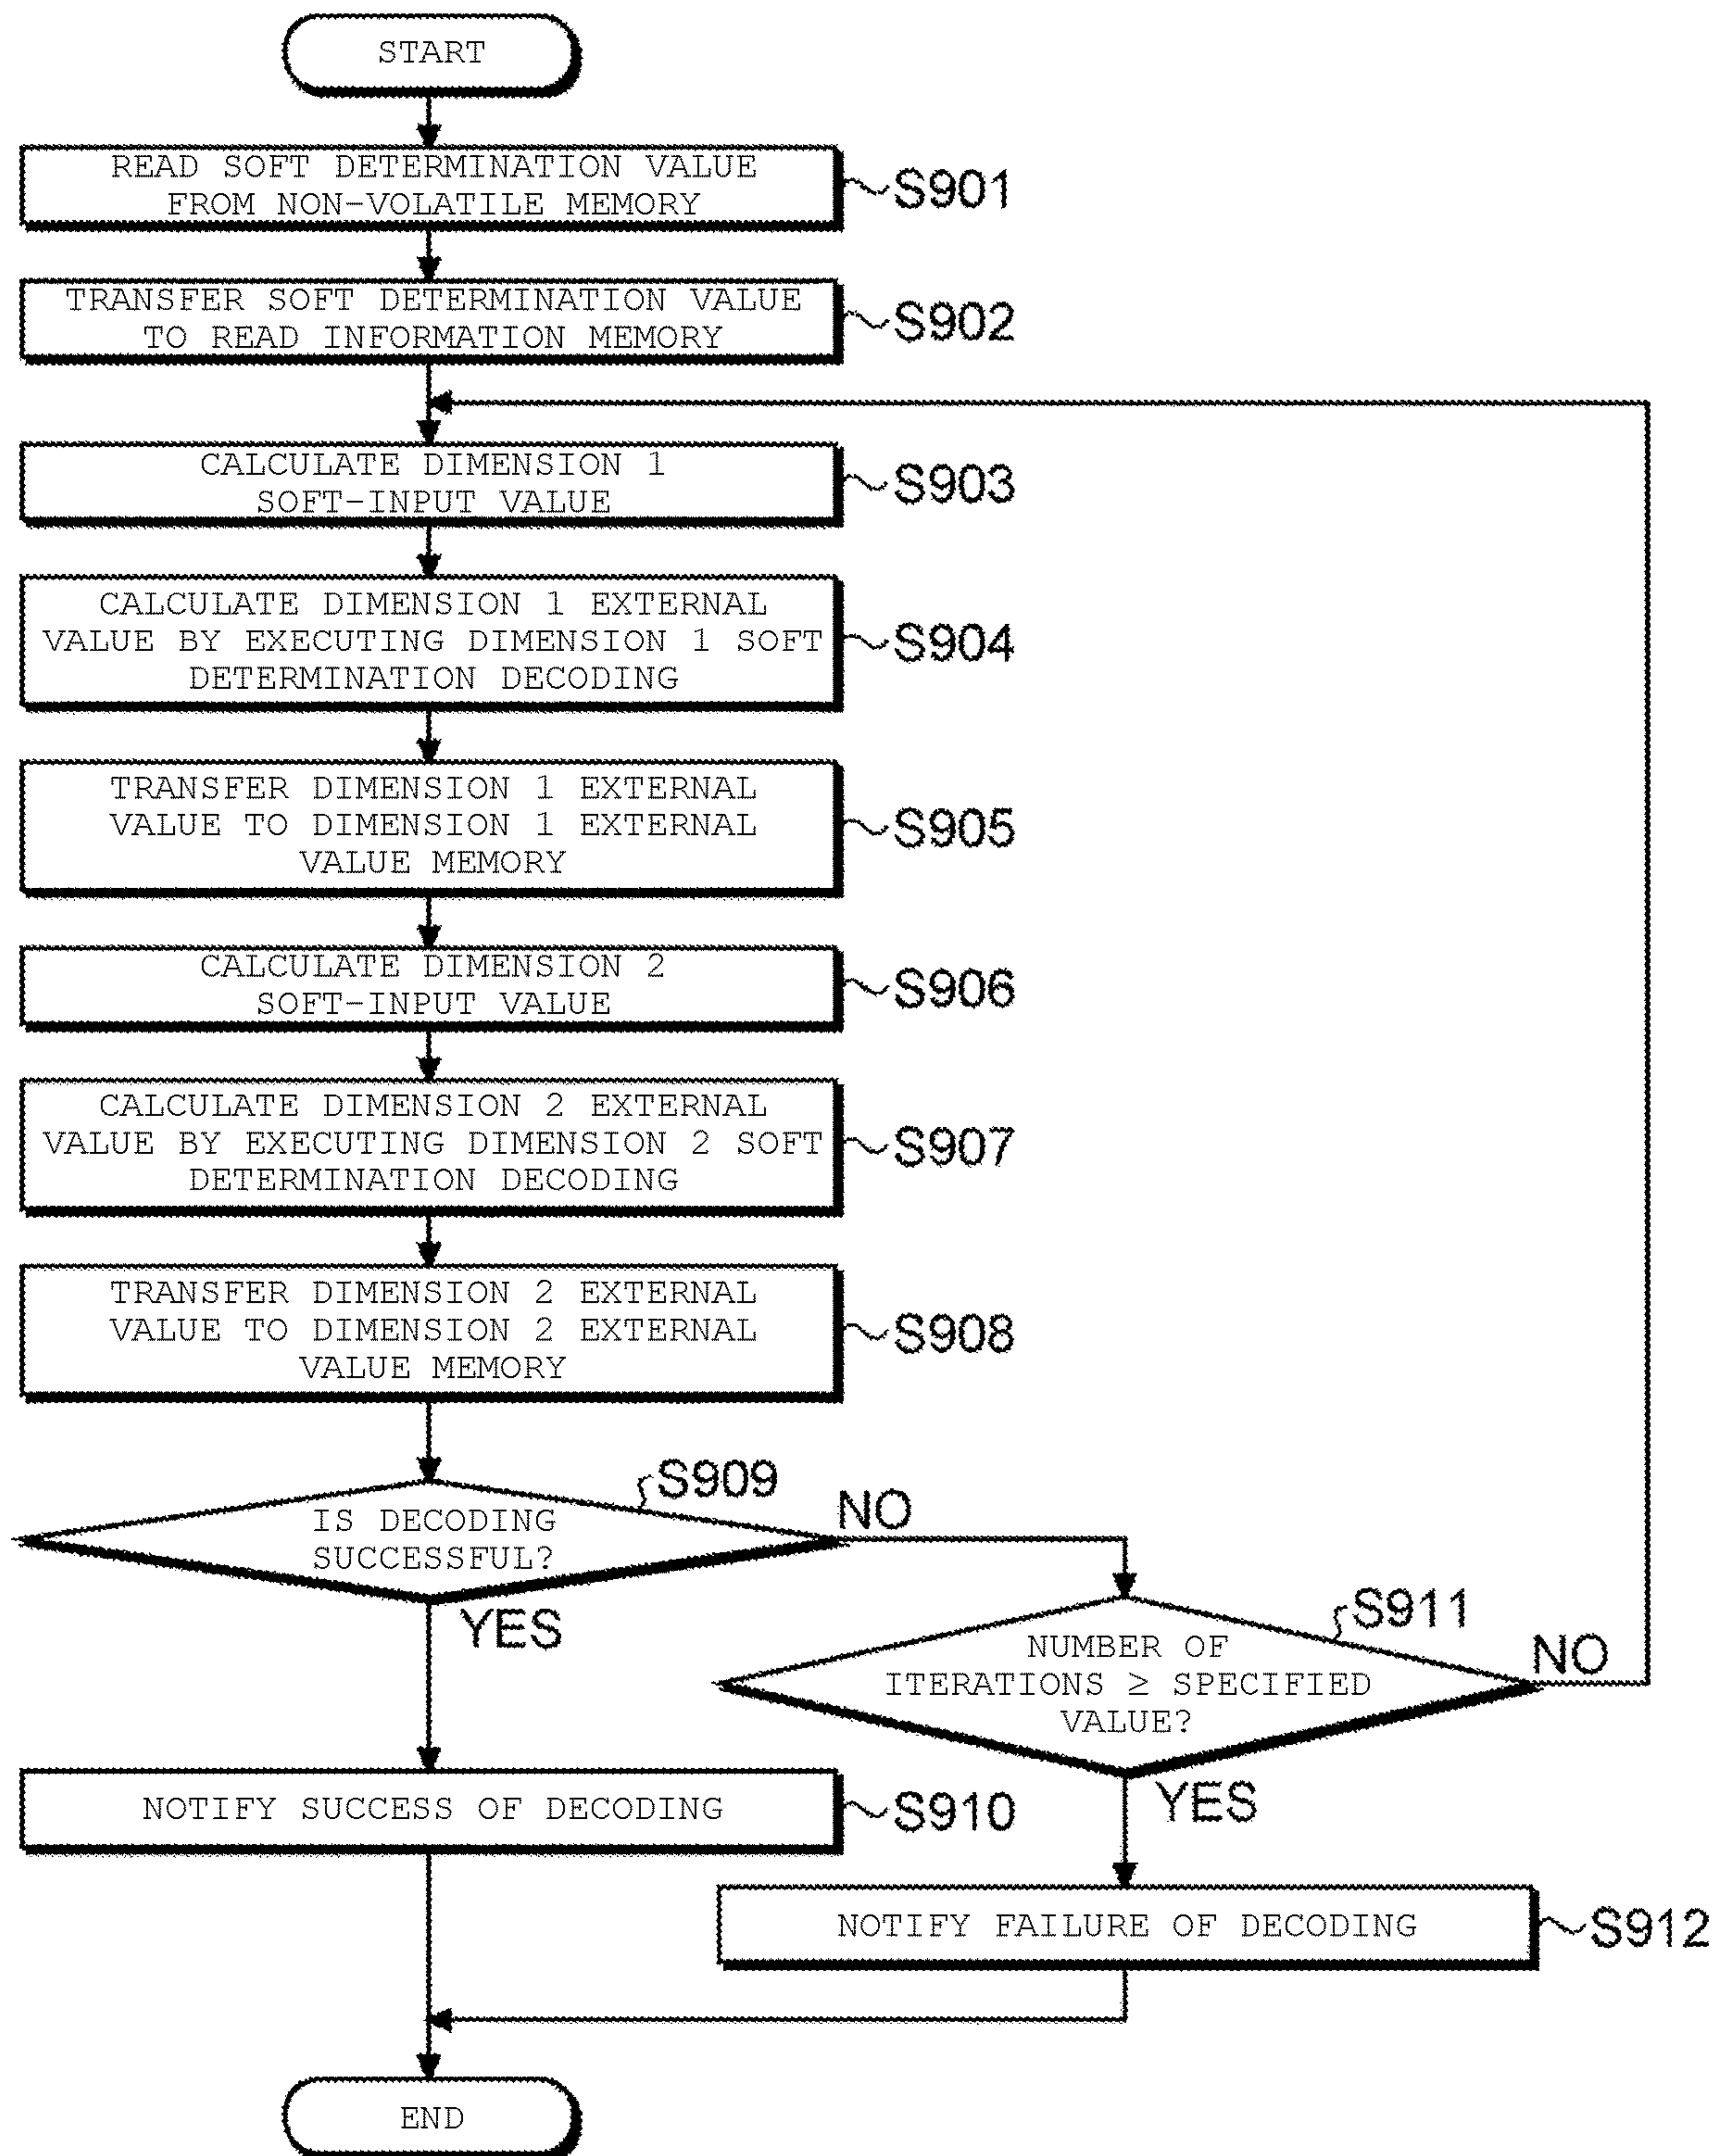 START
READ SOFT DETERMINATION VALUE
FROM NON-VOLATILE MEMORY
S901
TRANSFER SOFT DETERMINATION VALUE
TO READ INFORMATION MEMORY
S902
CALCULATE DIMENSION 1
SOFT-INPUT VALUE
S903
CALCULATE DIMENSION 1 EXTERNAL
VALUE BY EXECUTING DIMENSION 1 SOFT
DETERMINATION DECODING
S904
TRANSFER DIMENSION 1 EXTERNAL
VALUE TO DIMENSION 1 EXTERNAL
VALUE MEMORY
S905
CALCULATE DIMENSION 2
SOFT-INPUT VALUE
S906
CALCULATE DIMENSION 2 EXTERNAL
VALUE BY EXECUTING DIMENSION 2 SOFT
DETERMINATION DECODING
S907
TRANSFER DIMENSION 2 EXTERNAL
VALUE TO DIMENSION 2 EXTERNAL
VALUE MEMORY
S908
S909
IS DECODING
SUCCESSFUL?
NO
YES
S911
NUMBER OF
ITERATIONS ≥ SPECIFIED
VALUE?
NO
YES
NOTIFY SUCCESS OF DECODING
S910
NOTIFY FAILURE OF DECODING
S912
END